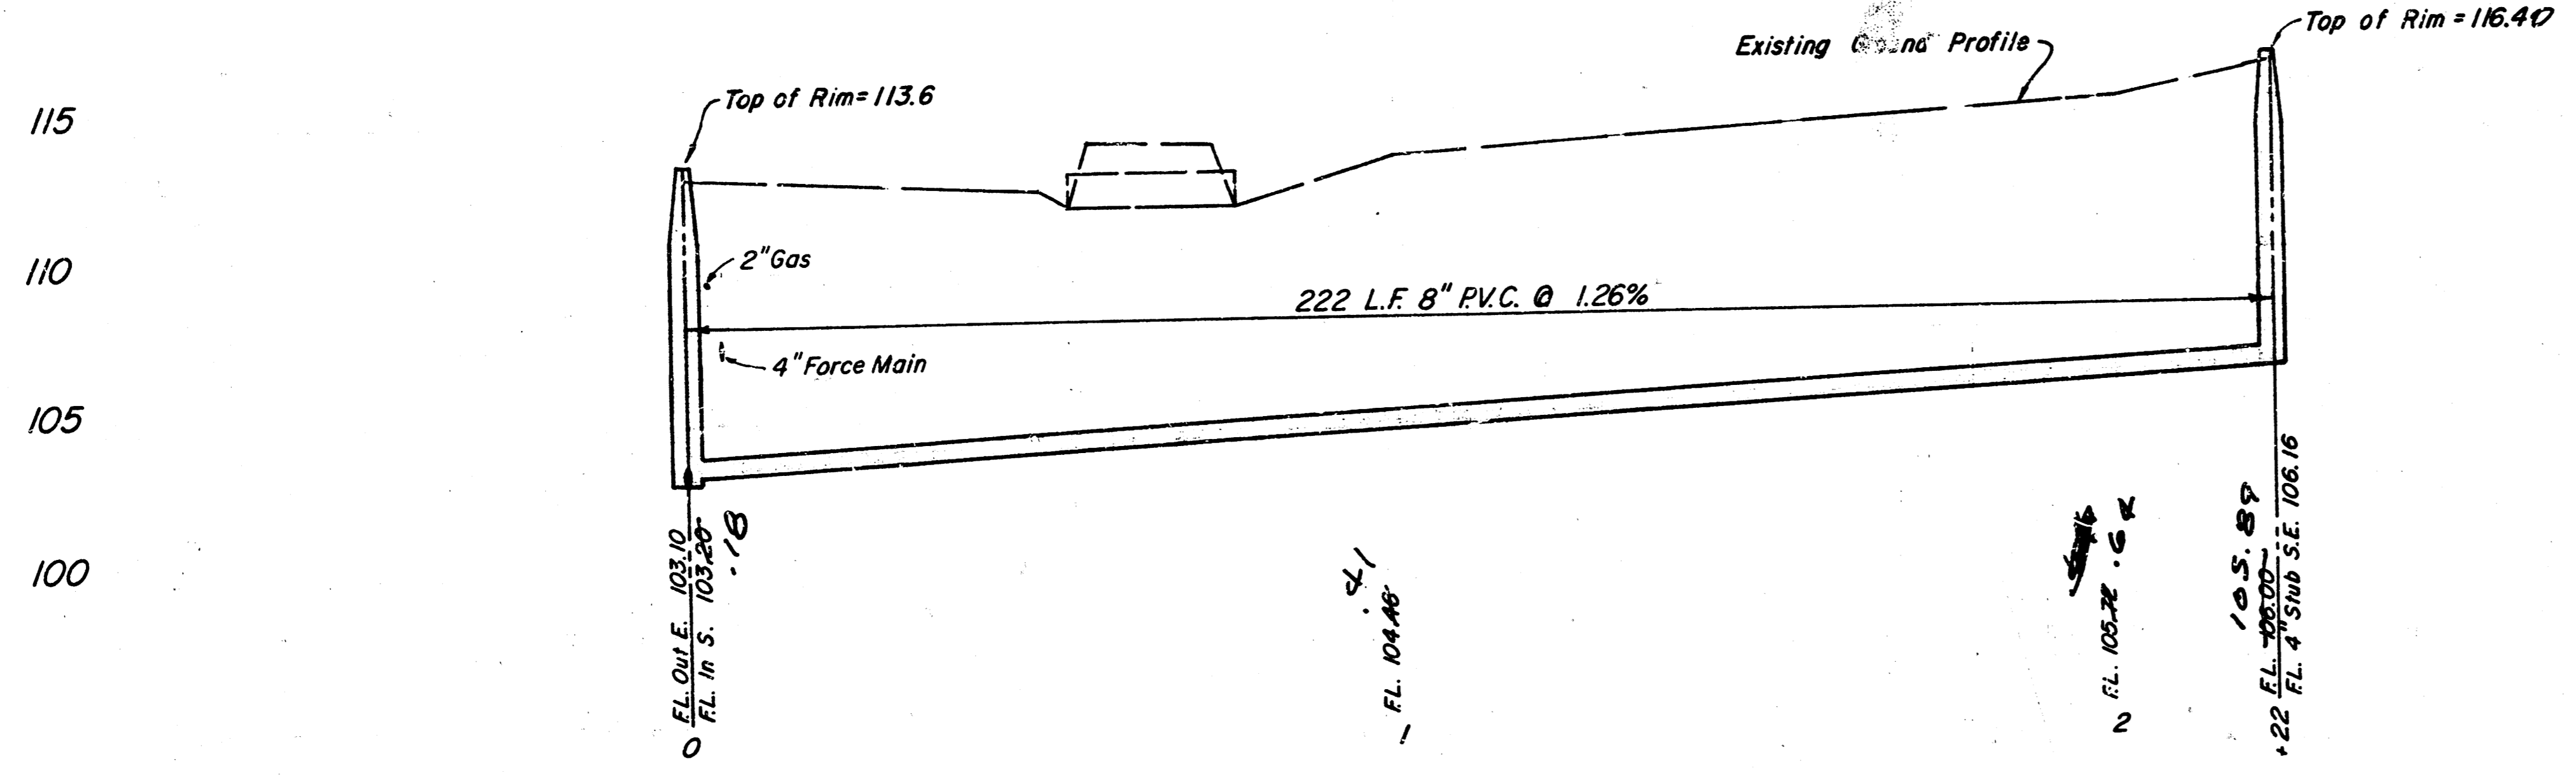 Top of Rim = 116.40
Existing Profile
Top of Rim = 113.6
115
110
105
100
2" Gas
222 L.F. 8" P.V.C. @ 1.26%
4" Force Main
F.L. Out E. 103.10
F.L. In S. 103.20
.18
0
.41
F.L. 104.46
1
.64
F.L. 105.72
2
105.89
+22
F.L. 106.00
F.L. 4" Stub S.E. 106.16